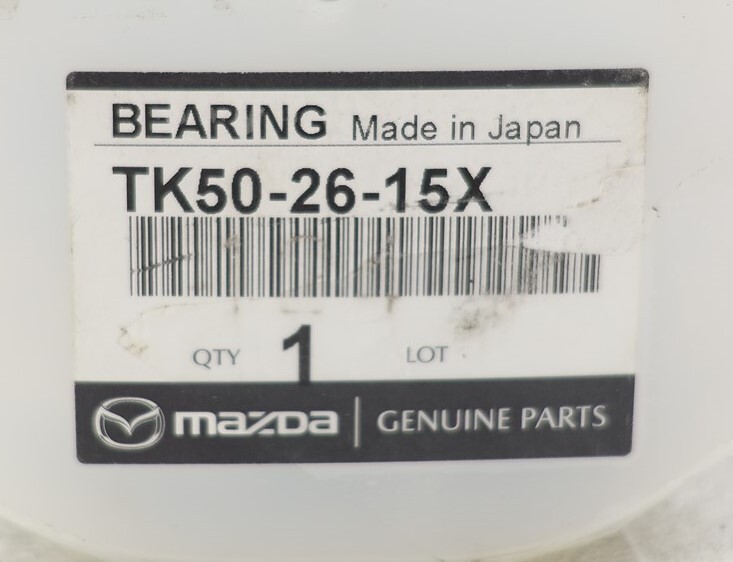 BEARING Made in Japan
TK50-26-15X
QTY 1 LOT
mazda GENUINE PARTS